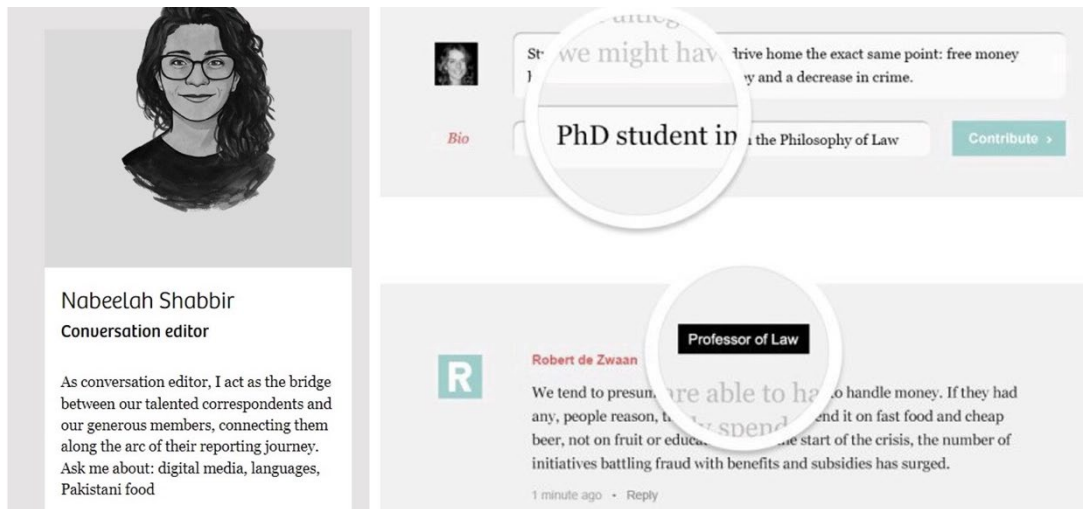 Nabeelah Shabbir
Conversation editor
As conversation editor, I act as the bridge
between our talented correspondents and
our generous members, connecting them
along the arc of their reporting journey.
Ask me about: digital media, languages,
Pakistani food
we might hav drive home the exact same point: free money
y and a decrease in crime.
Bio
PhD student in the Philosophy of Law
Contribute ›
Professor of Law
R
Robert de Zwaan
We tend to presum are able to ha to handle money. If they had
any, people reason, spend it on fast food and cheap
beer, not on fruit or educa the start of the crisis, the number of
initiatives battling fraud with benefits and subsidies has surged.
1 minute ago • Reply